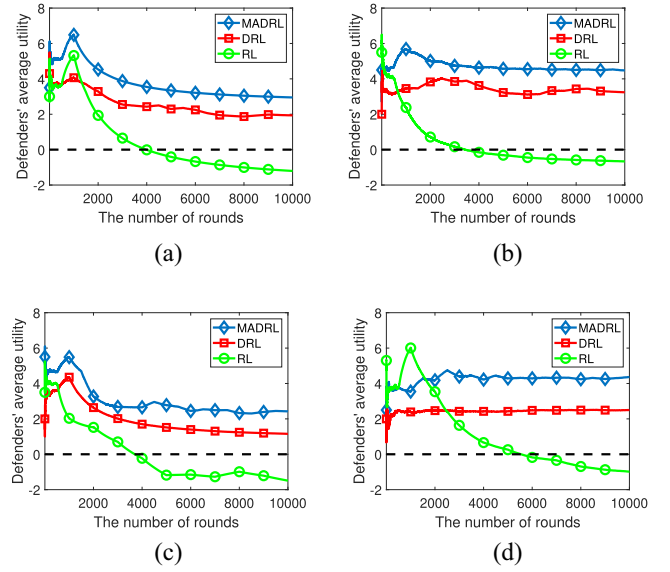 8
6
4
2
0
-2
Defenders' average utility
MADRL
DRL
RL
0 2000 4000 6000 8000 10000
The number of rounds
(a)
8
6
4
2
0
-2
Defenders' average utility
MADRL
DRL
RL
0 2000 4000 6000 8000 10000
The number of rounds
(b)
8
6
4
2
0
-2
Defenders' average utility
MADRL
DRL
RL
0 2000 4000 6000 8000 10000
The number of rounds
(c)
8
6
4
2
0
-2
Defenders' average utility
MADRL
DRL
RL
0 2000 4000 6000 8000 10000
The number of rounds
(d)